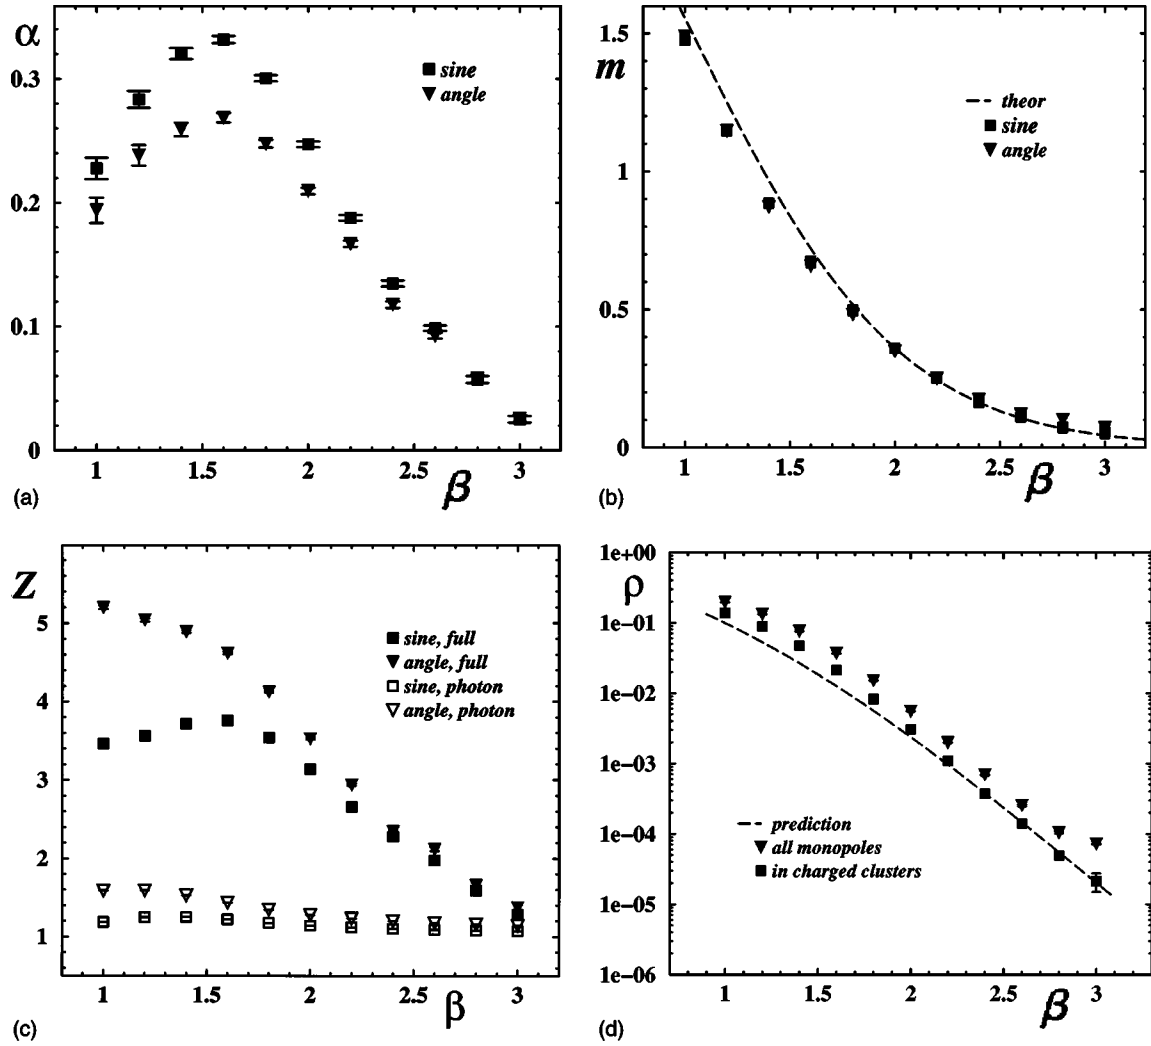 α
0.3
0.2
0.1
0
sine
angle
1 1.5 2 2.5 3
β
(a)
m
1.5
1
0.5
0
theor
sine
angle
1 1.5 2 2.5 3
β
(b)
Z
5
4
3
2
1
sine, full
angle, full
sine, photon
angle, photon
1 1.5 2 2.5 3
β
(c)
ρ
1e+00
1e−01
1e−02
1e−03
1e−04
1e−05
1e−06
prediction
all monopoles
in charged clusters
1 1.5 2 2.5 3
β
(d)